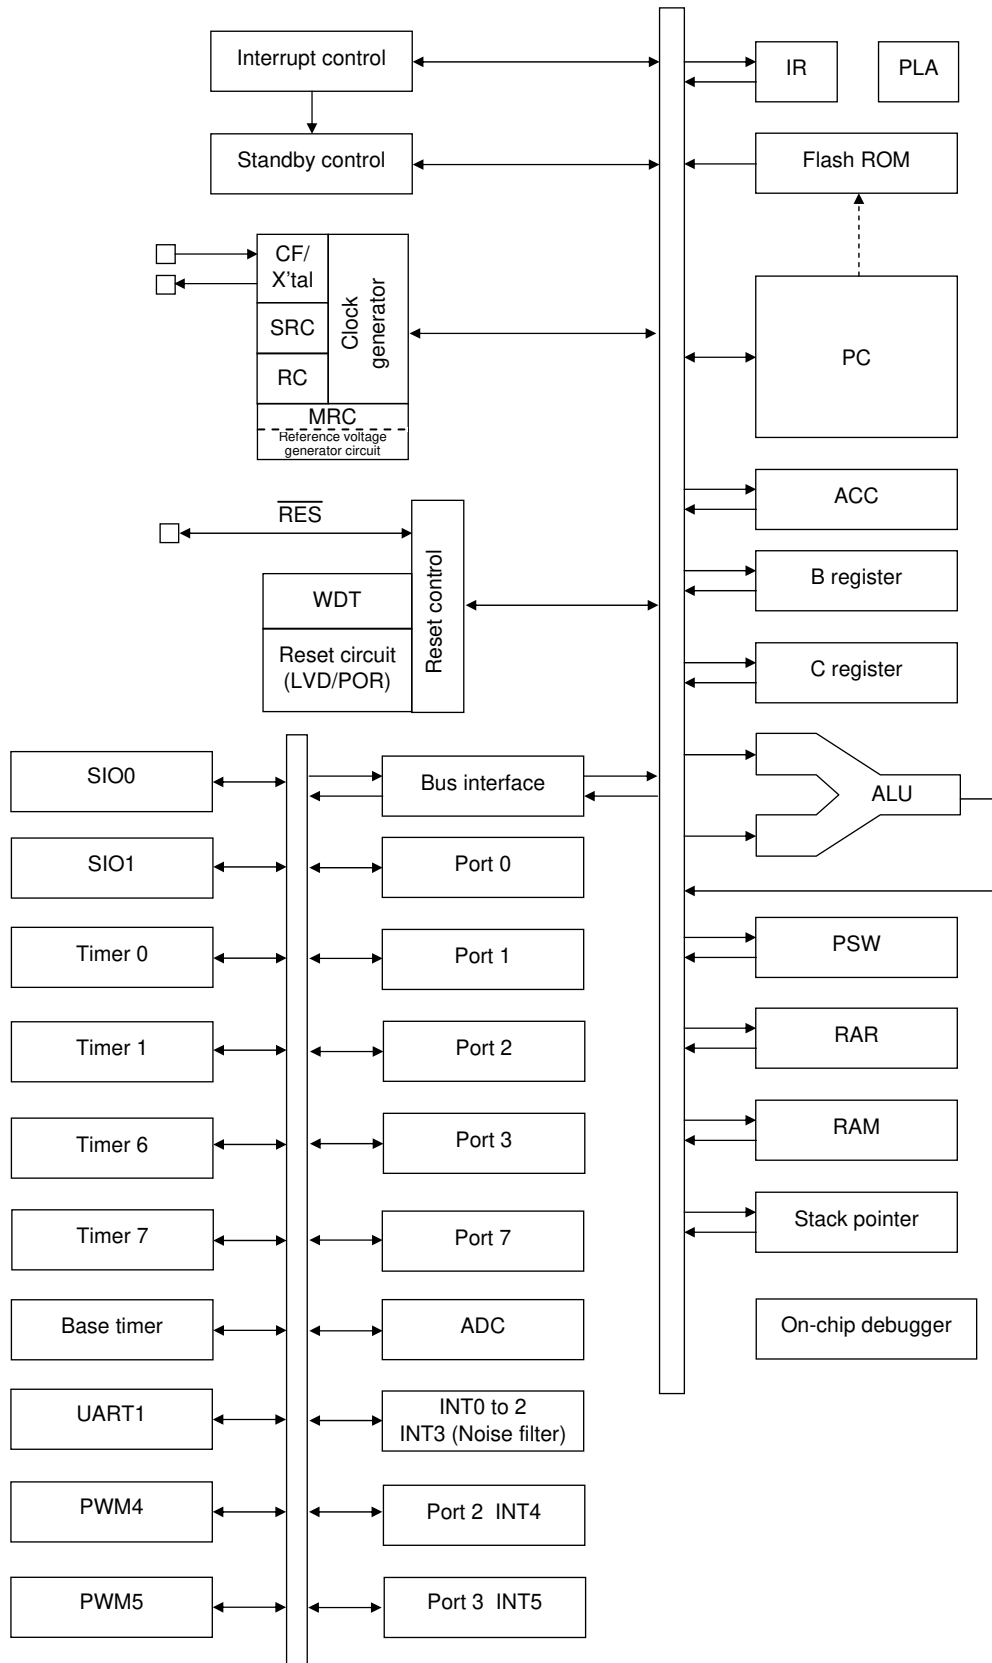 Interrupt control
IR
PLA
Standby control
Flash ROM
CF/
X'tal
SRC
RC
Clock
generator
MRC
Reference voltage
generator circuit
PC
RES
WDT
Reset circuit
(LVD/POR)
Reset control
ACC
B register
C register
ALU
PSW
RAR
RAM
Stack pointer
On-chip debugger
SIO0
Bus interface
SIO1
Port 0
Timer 0
Port 1
Timer 1
Port 2
Timer 6
Port 3
Timer 7
Port 7
Base timer
ADC
UART1
INT0 to 2
INT3 (Noise filter)
PWM4
Port 2 INT4
PWM5
Port 3 INT5